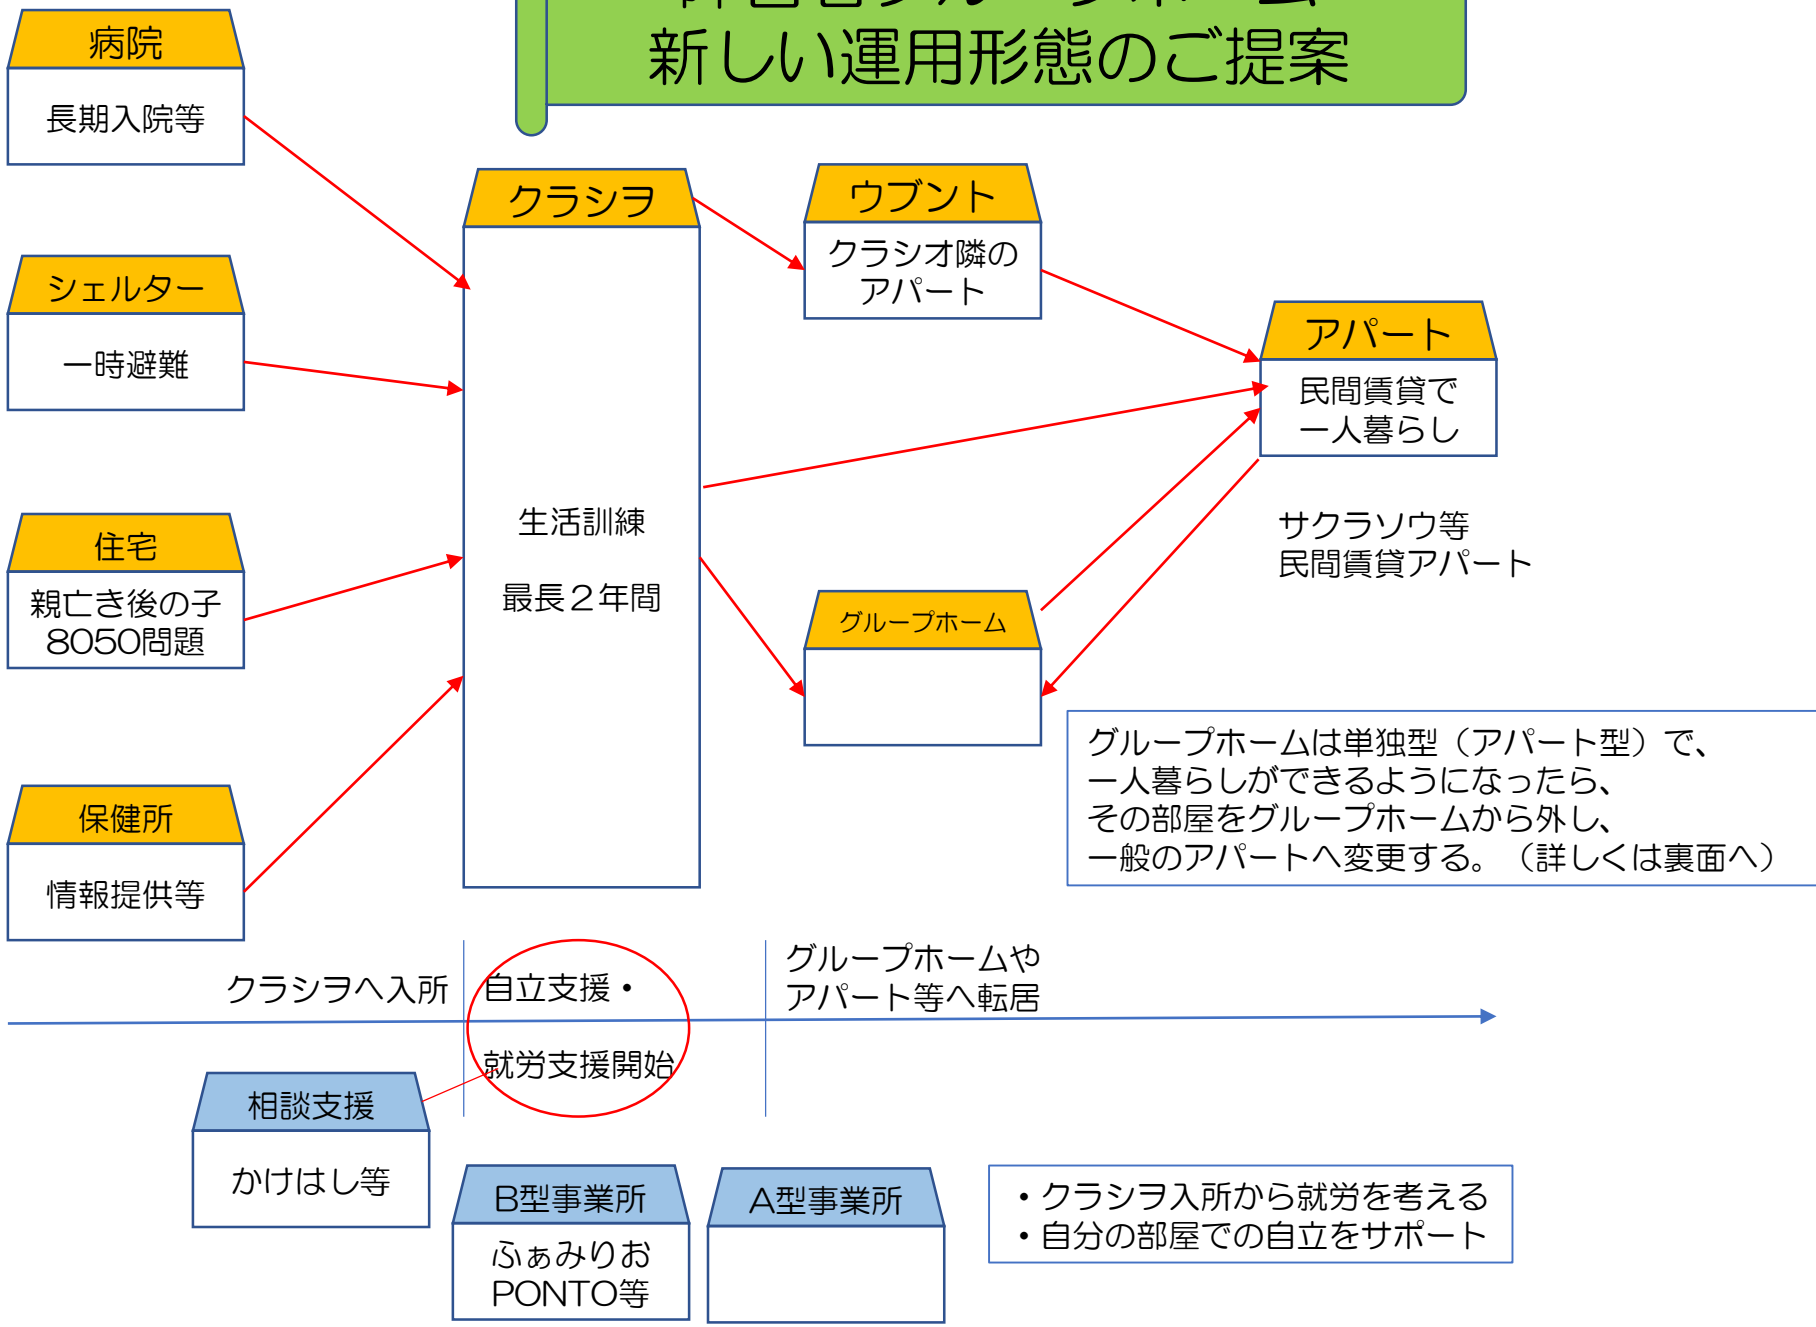 新しい運用形態のご提案
病院
長期入院等
シェルター
一時避難
住宅
親亡き後の子
8050問題
保健所
情報提供等
クラシヲ
生活訓練
最長２年間
ウブント
クラシオ隣の
アパート
アパート
民間賃貸で
一人暮らし
サクラソウ等
民間賃貸アパート
グループホーム
グループホームは単独型（アパート型）で、
一人暮らしができるようになったら、
その部屋をグループホームから外し、
一般のアパートへ変更する。（詳しくは裏面へ）
クラシヲへ入所
自立支援・
就労支援開始
グループホームや
アパート等へ転居
相談支援
かけはし等
B型事業所
ふぁみりお
PONTO等
A型事業所
・クラシヲ入所から就労を考える
・自分の部屋での自立をサポート